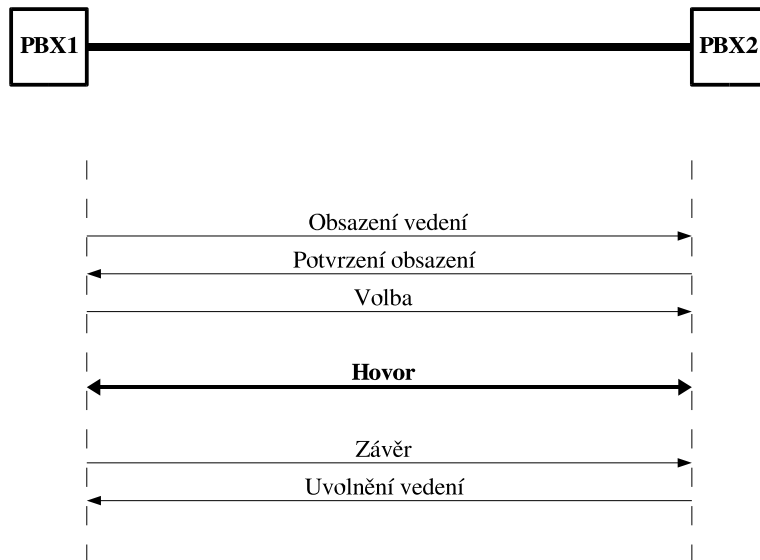 PBX1
PBX2
Obsazení vedení
Potvrzení obsazení
Volba
Hovor
Závěr
Uvolnění vedení